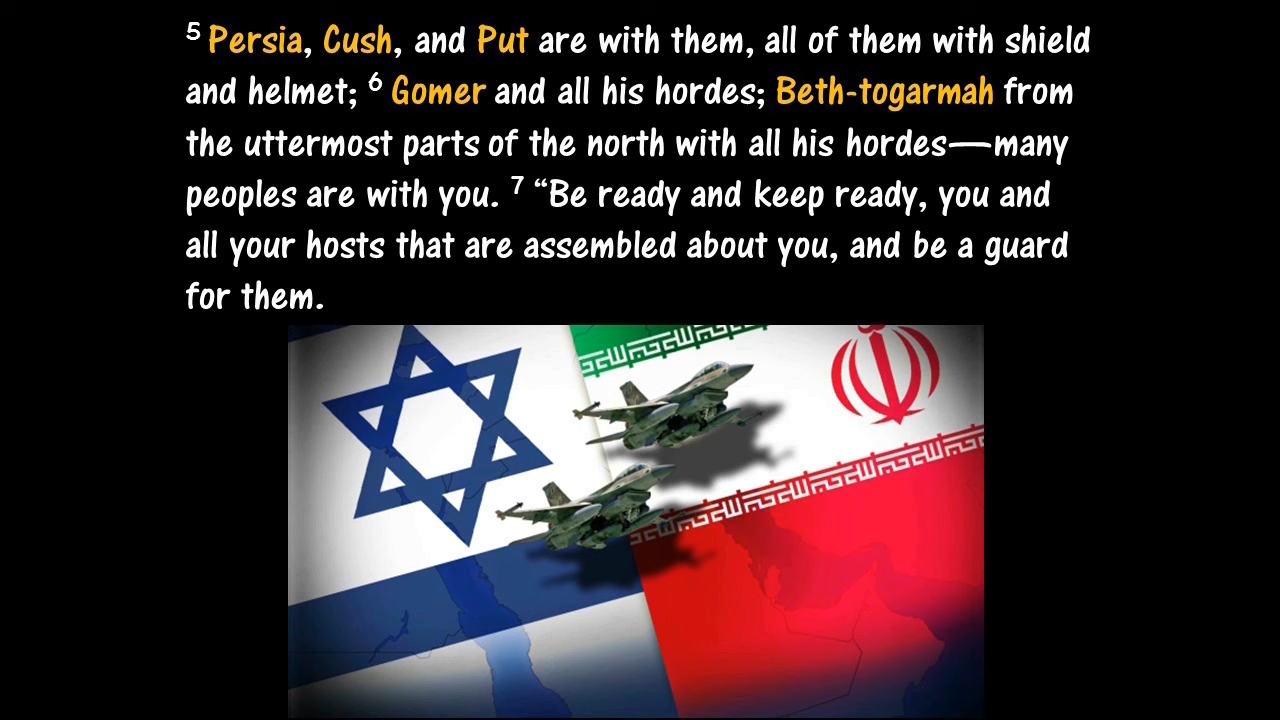 ⁵ Persia, Cush, and Put are with them, all of them with shield
and helmet; ⁶ Gomer and all his hordes; Beth-togarmah from
the uttermost parts of the north with all his hordes—many
peoples are with you. ⁷ “Be ready and keep ready, you and
all your hosts that are assembled about you, and be a guard
for them.